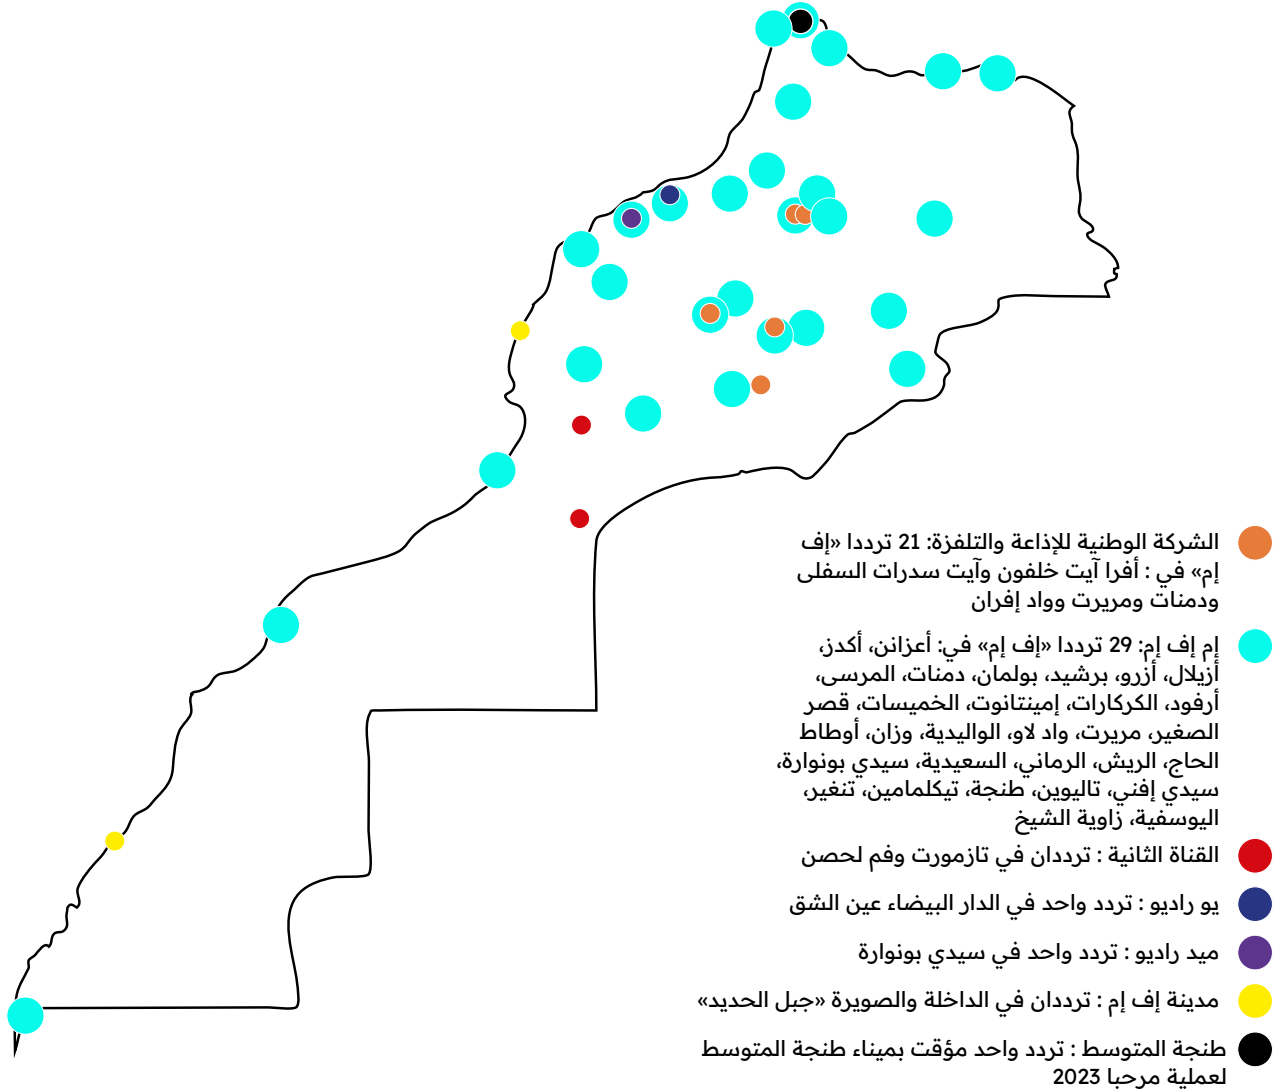 الشركة الوطنية للإذاعة والتلفزة: 21 ترددا «إف
إم» في : أفرا آيت خلفون وآيت سدرات السفلى
ودمنات ومريرت وواد إفران
إم إف إم: 29 ترددا «إف إم» في: أعزانن، أكدز،
أزيلال، أزرو، برشيد، بولمان، دمنات، المرسى،
أرفود، الكركارات، إمينتانوت، الخميسات، قصر
الصغير، مريرت، واد لاو، الواليدية، وزان، أوطاط
الحاج، الريش، الرماني، السعيدية، سيدي بونوارة،
سيدي إفني، تاليوين، طنجة، تيكلمامين، تنغير،
اليوسفية، زاوية الشيخ
القناة الثانية : ترددان في تازمورت وفم لحصن
يو راديو : تردد واحد في الدار البيضاء عين الشق
ميد راديو : تردد واحد في سيدي بونوارة
مدينة إف إم : ترددان في الداخلة والصويرة «جبل الحديد»
طنجة المتوسط : تردد واحد مؤقت بميناء طنجة المتوسط
لعملية مرحبا 2023